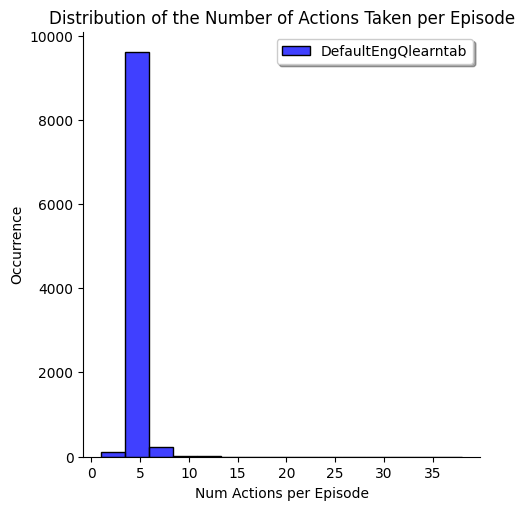 Distribution of the Number of Actions Taken per Episode
DefaultEngQlearntab
Occurrence
10000
8000
6000
4000
2000
0
0 5 10 15 20 25 30 35
Num Actions per Episode